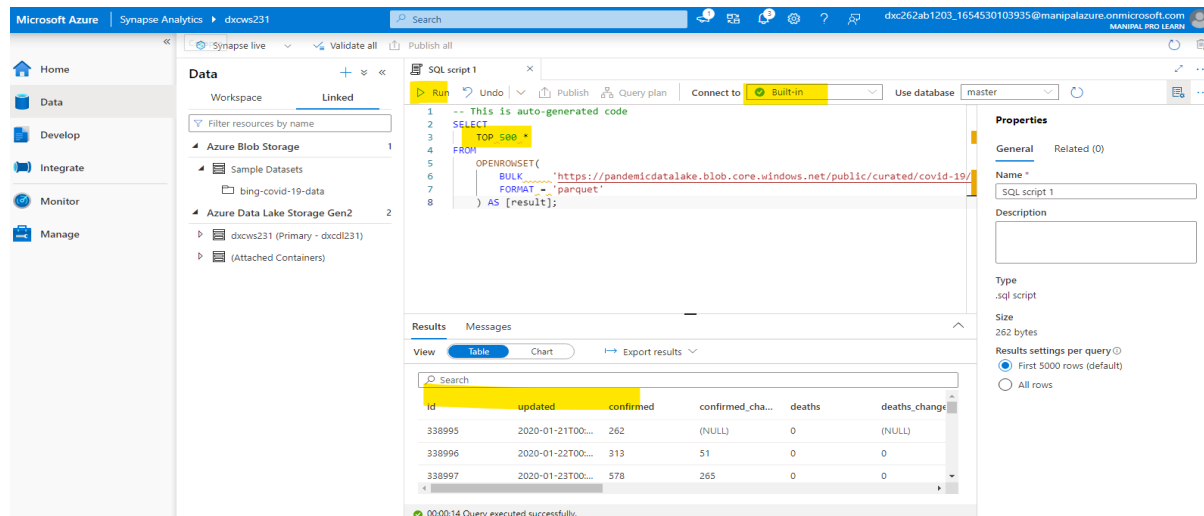 Microsoft Azure Synapse Analytics dxcws231 Search 1 3 ? dxc262ab1203_1654530103935@manipalazure.onmicrosoft.com
MANIPAL PRO LEARN
Synapse live Validate all Publish all
Home
Data
Develop
Integrate
Monitor
Manage
Data
Workspace Linked
Filter resources by name
Azure Blob Storage 1
Sample Datasets
bing-covid-19-data
Azure Data Lake Storage Gen2 2
dxcws231 (Primary - dxcdl231)
(Attached Containers)
SQL script 1
Run Undo Publish Query plan Connect to Built-in Use database master
1 -- This is auto-generated code
2 SELECT
3 TOP 500 *
4 FROM
5 OPENROWSET(
6 BULK 'https://pandemicdatalake.blob.core.windows.net/public/curated/covid-19/
7 FORMAT = 'parquet'
8 ) AS [result];
Results Messages
View Table Chart Export results
Search
id updated confirmed confirmed_cha... deaths deaths_change
338995 2020-01-21T00:... 262 (NULL) 0 (NULL)
338996 2020-01-22T00:... 313 51 0 0
338997 2020-01-23T00:... 578 265 0 0
00:00:14 Query executed successfully.
Properties
General Related (0)
Name *
SQL script 1
Description
Type
.sql script
Size
262 bytes
Results settings per query
First 5000 rows (default)
All rows